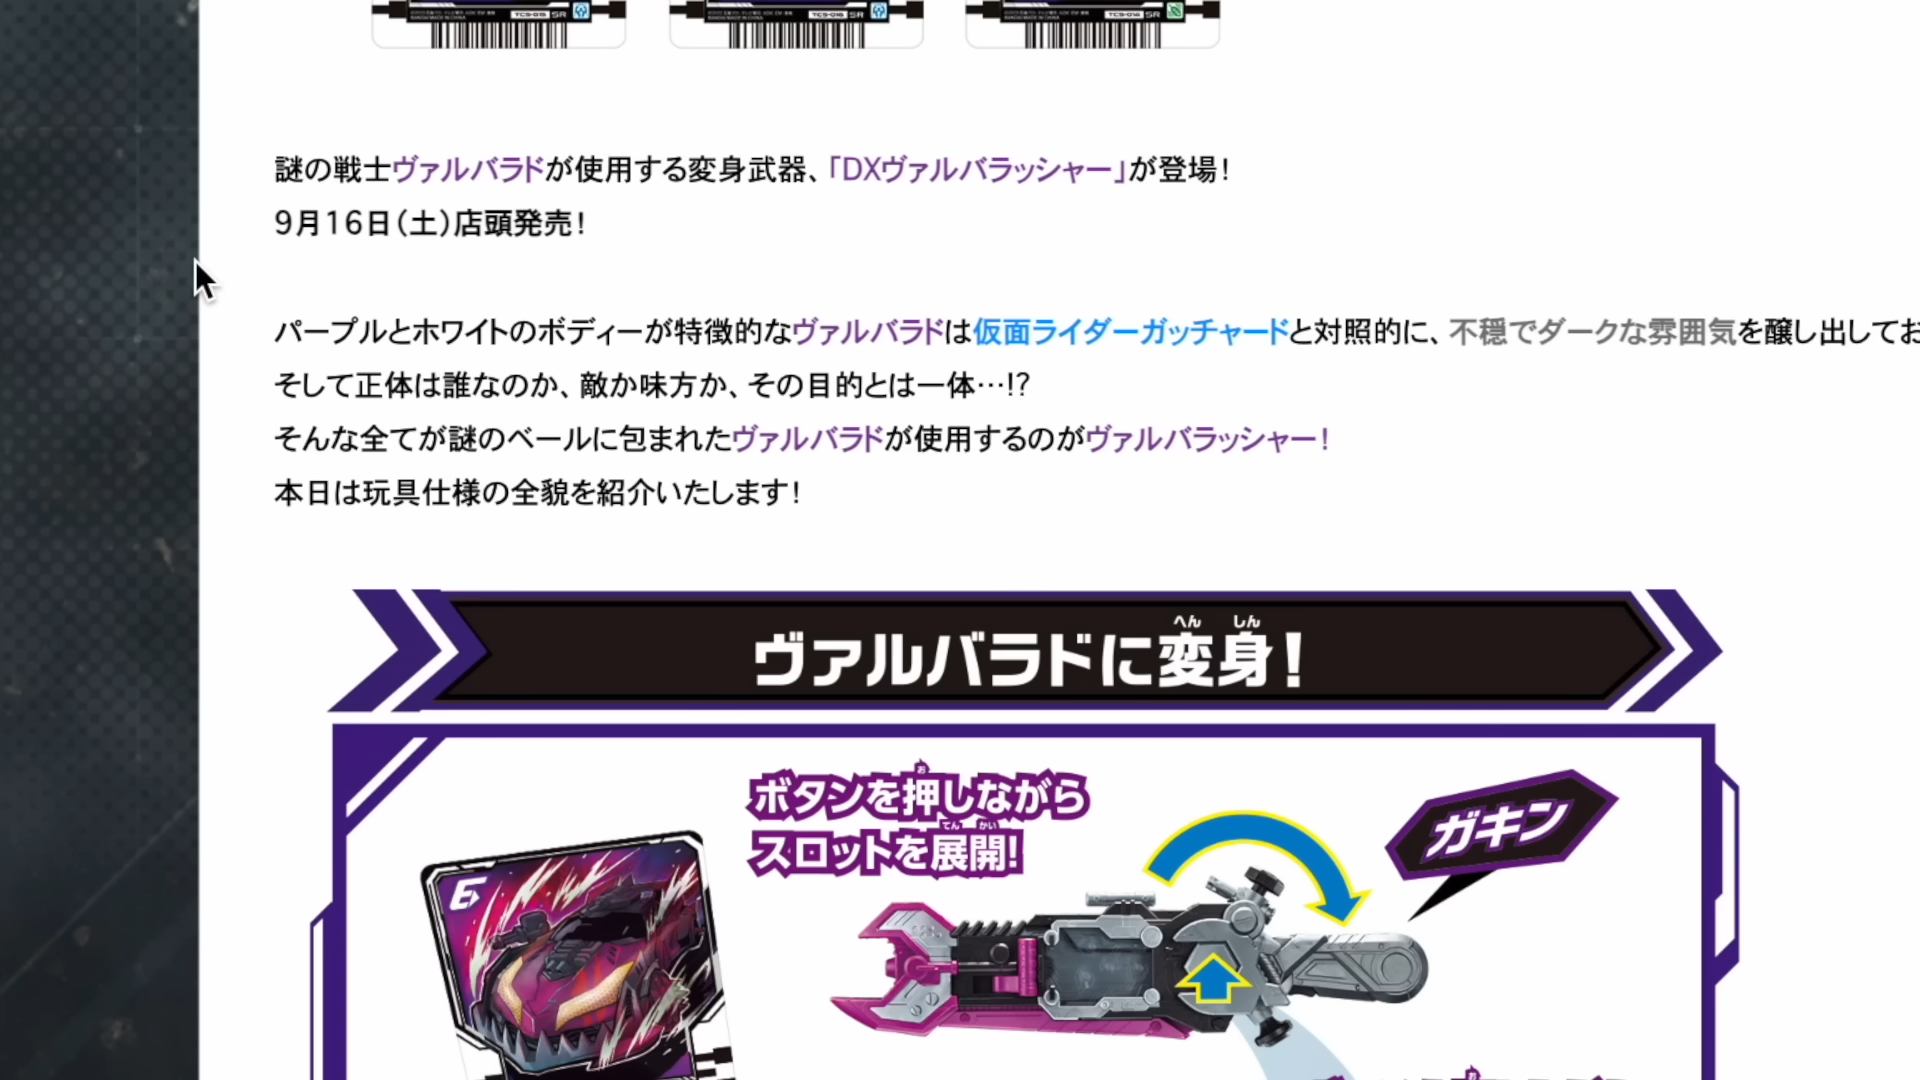 TCS-015 SR
TCS-016 SR
TCS-014 SR
謎の戦士ヴァルバラドが使用する変身武器、「DXヴァルバラッシャー」が登場!
9月16日(土)店頭発売!
パープルとホワイトのボディーが特徴的なヴァルバラドは仮面ライダーガッチャードと対照的に、不穏でダークな雰囲気を醸し出してお
そして正体は誰なのか、敵か味方か、その目的とは一体…!?
そんな全てが謎のベールに包まれたヴァルバラドが使用するのがヴァルバラッシャー!
本日は玩具仕様の全貌を紹介いたします!
へん しん
ヴァルバラドに変身!
お
ボタンを押しながら
てん かい
スロットを展開!
ガキン
E